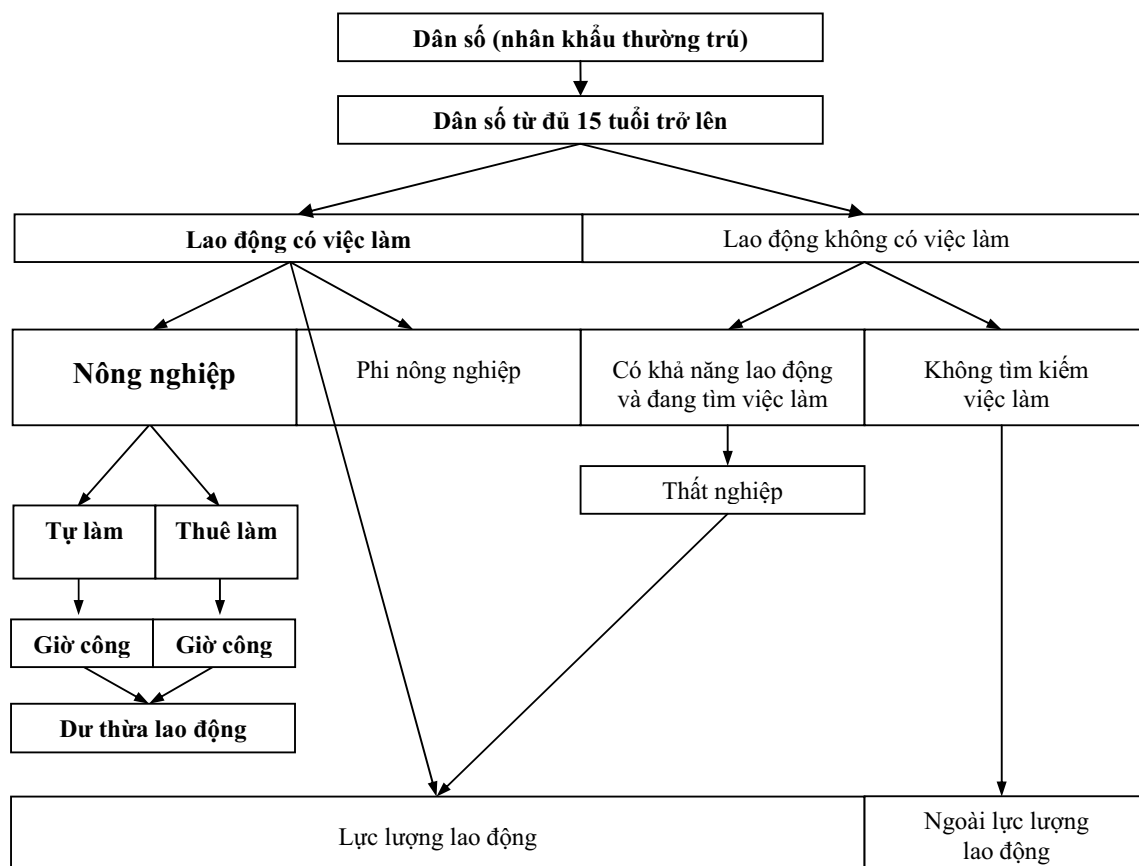 Dân số (nhân khẩu thường trú)
Dân số từ đủ 15 tuổi trở lên
Lao động có việc làm
Lao động không có việc làm
Nông nghiệp
Phi nông nghiệp
Có khả năng lao động
và đang tìm việc làm
Không tìm kiếm
việc làm
Thất nghiệp
Tự làm
Thuê làm
Giờ công
Giờ công
Dư thừa lao động
Lực lượng lao động
Ngoài lực lượng
lao động